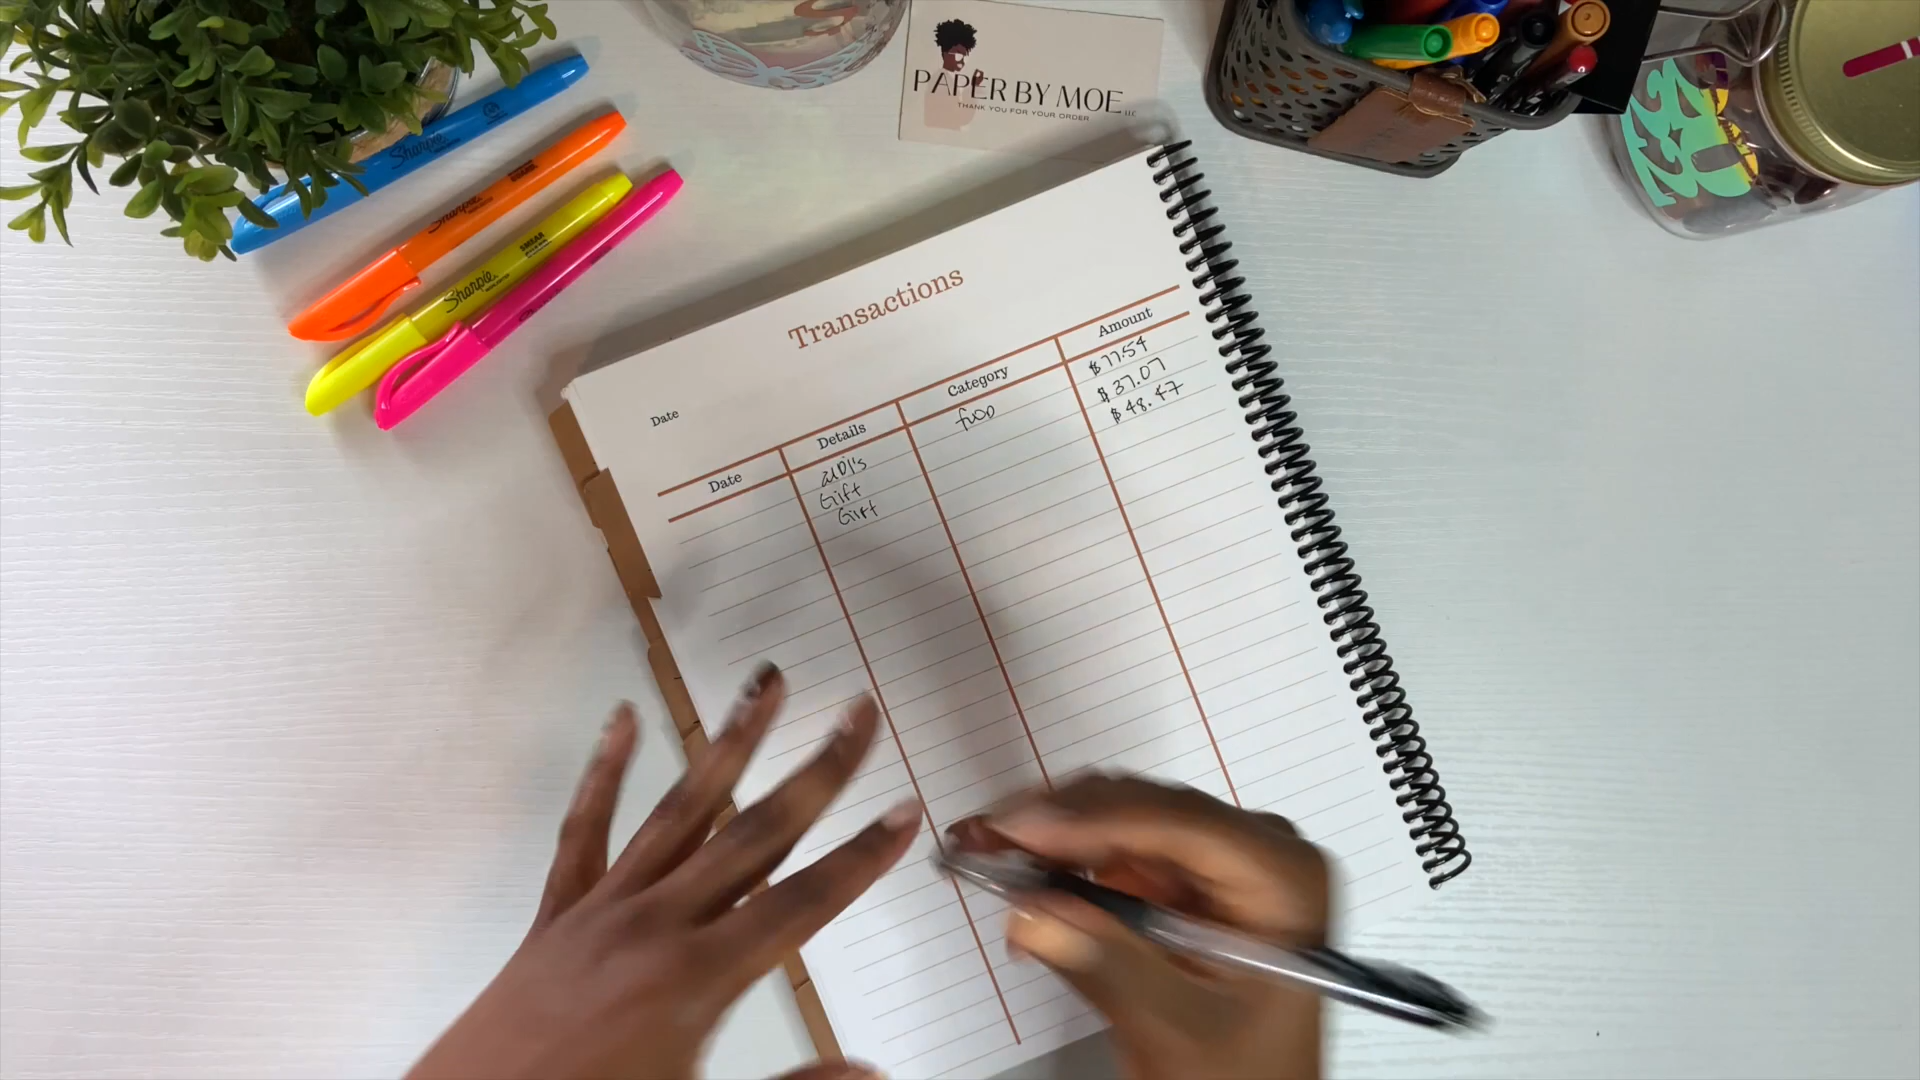 PAPER BY MOE LLC
THANK YOU FOR YOUR ORDER
Sharpie
Sharpie
Sharpie
SMEAR
Transactions
Date
Date Details Category Amount
alDI's food $77.54
Gift $37.07
Gift $48.47